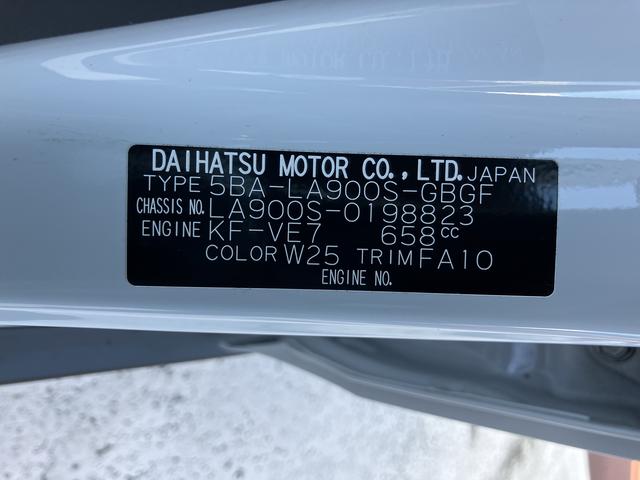 DAIHATSU MOTOR CO.,LTD. JAPAN
TYPE 5BA-LA900S-GBGF
CHASSIS NO. LA900S-0198823
ENGINE KF-VE7 658cc
COLOR W25 TRIM FA10
ENGINE NO.